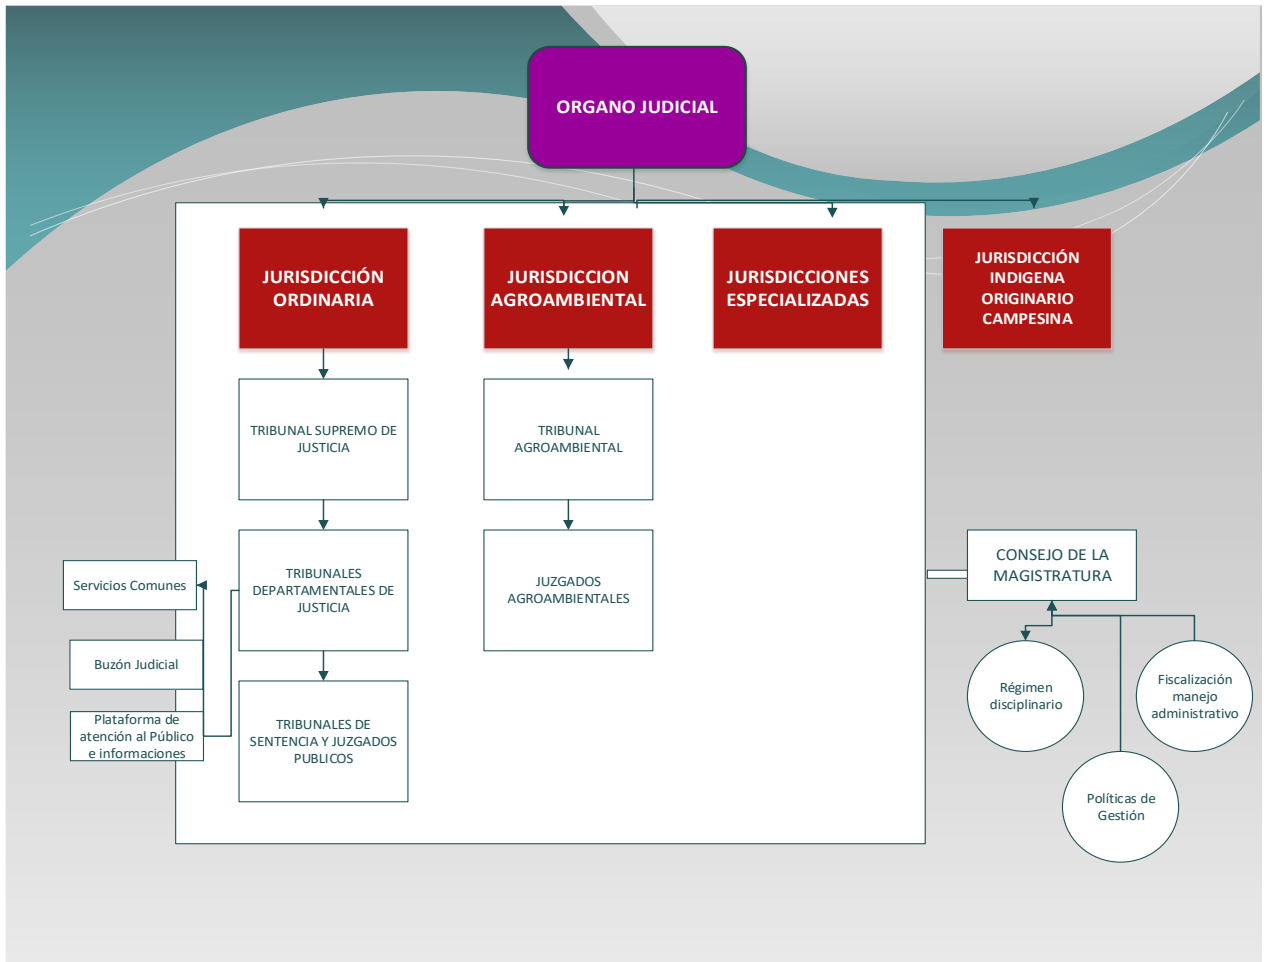 ORGANO JUDICIAL
JURISDICCIÓN
ORDINARIA
JURISDICCION
AGROAMBIENTAL
JURISDICCIONES
ESPECIALIZADAS
JURISDICCIÓN
INDIGENA
ORIGINARIO
CAMPESINA
TRIBUNAL SUPREMO DE
JUSTICIA
TRIBUNAL
AGROAMBIENTAL
TRIBUNALES
DEPARTAMENTALES DE
JUSTICIA
JUZGADOS
AGROAMBIENTALES
CONSEJO DE LA
MAGISTRATURA
Servicios Comunes
Buzón Judicial
Plataforma de
atención al Público
e informaciones
TRIBUNALES DE
SENTENCIA Y JUZGADOS
PUBLICOS
Régimen
disciplinario
Fiscalización
manejo
administrativo
Políticas de
Gestión